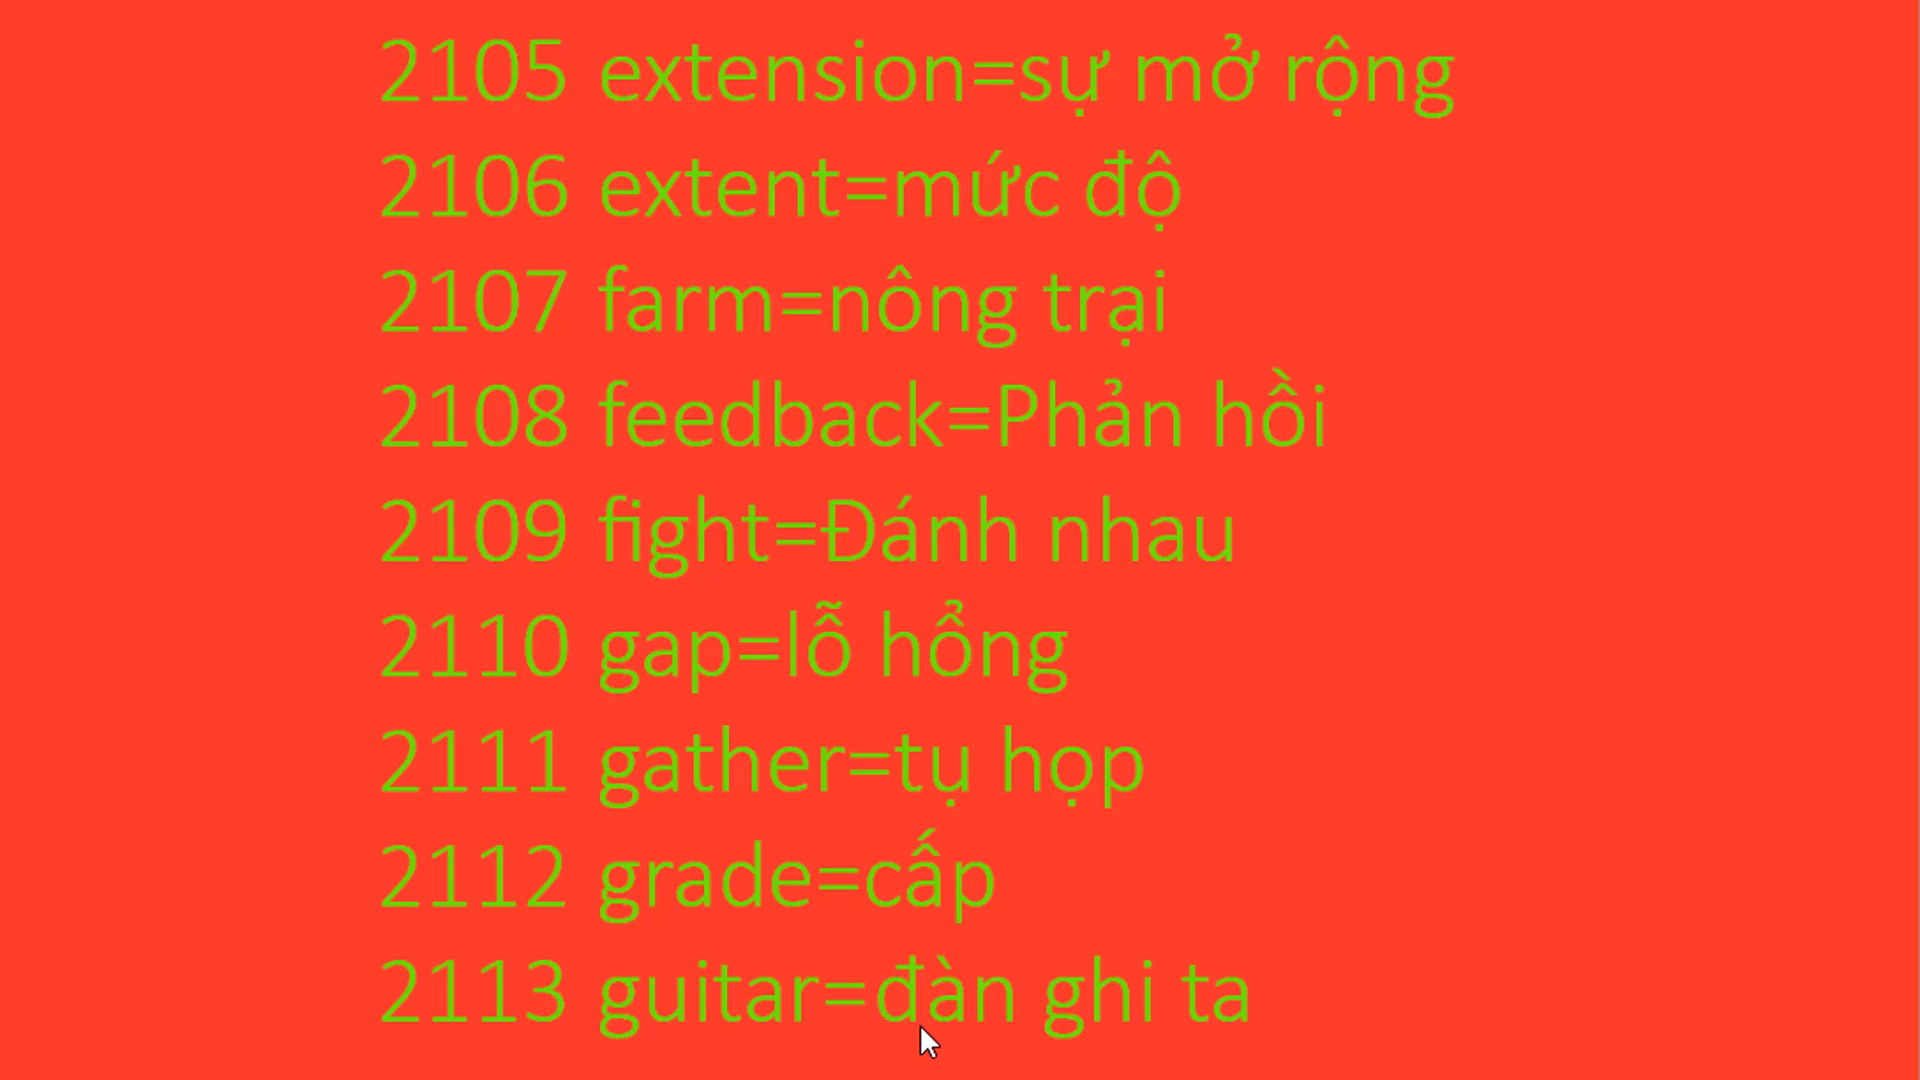 2105 extension=sự mở rộng
2106 extent=mức độ
2107 farm=nông trại
2108 feedback=Phản hồi
2109 fight=Đánh nhau
2110 gap=lỗ hổng
2111 gather=tụ họp
2112 grade=cấp
2113 guitar=đàn ghi ta